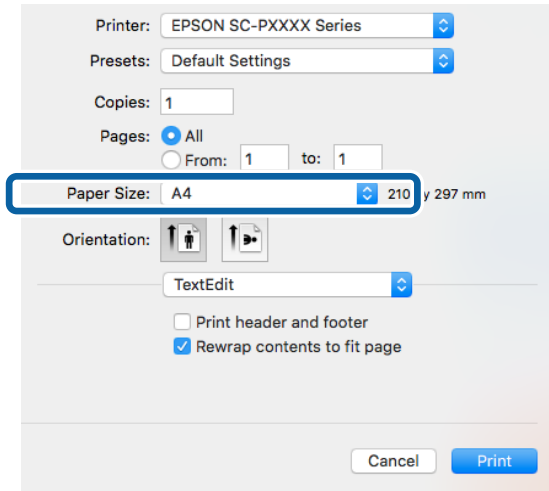 Printer: EPSON SC-PXXXX Series
Presets: Default Settings
Copies: 1
Pages: All
From: 1 to: 1
Paper Size: A4 210 y 297 mm
Orientation:
TextEdit
Print header and footer
Rewrap contents to fit page
Cancel Print